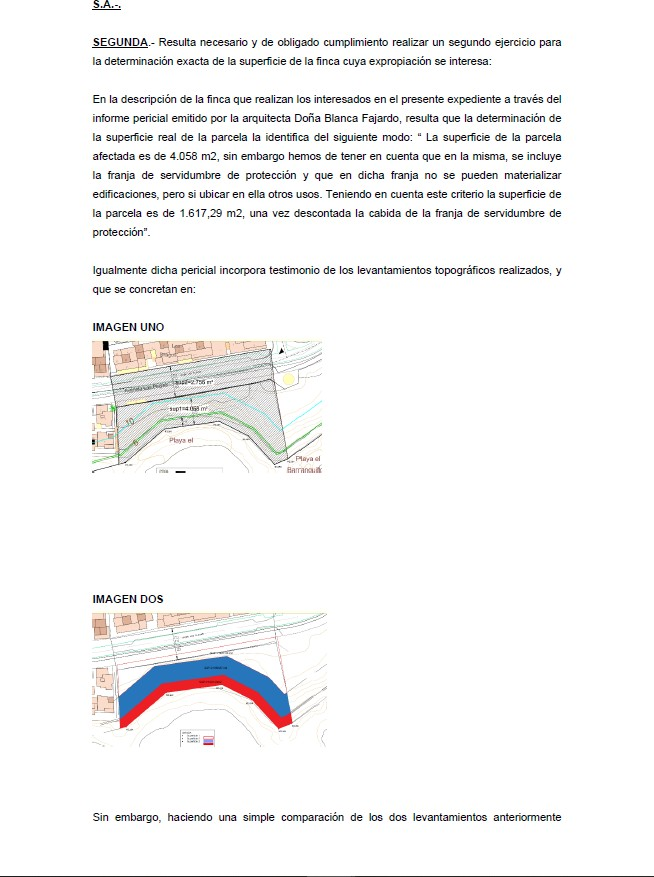 S.A.-.
SEGUNDA.- Resulta necesario y de obligado cumplimiento realizar un segundo ejercicio para
la determinación exacta de la superficie de la finca cuya expropiación se interesa:
En la descripción de la finca que realizan los interesados en el presente expediente a través del
informe pericial emitido por la arquitecta Doña Blanca Fajardo, resulta que la determinación de
la superficie real de la parcela la identifica del siguiente modo: “ La superficie de la parcela
afectada es de 4.058 m2, sin embargo hemos de tener en cuenta que en la misma, se incluye
la franja de servidumbre de protección y que en dicha franja no se pueden materializar
edificaciones, pero si ubicar en ella otros usos. Teniendo en cuenta este criterio la superficie de
la parcela es de 1.617,29 m2, una vez descontada la cabida de la franja de servidumbre de
protección”.
Igualmente dicha pericial incorpora testimonio de los levantamientos topográficos realizados, y
que se concretan en:
IMAGEN UNO
sup1=4.058 m²
10
Playa el
Playa el
Barranquillo
IMAGEN DOS
Sin embargo, haciendo una simple comparación de los dos levantamientos anteriormente